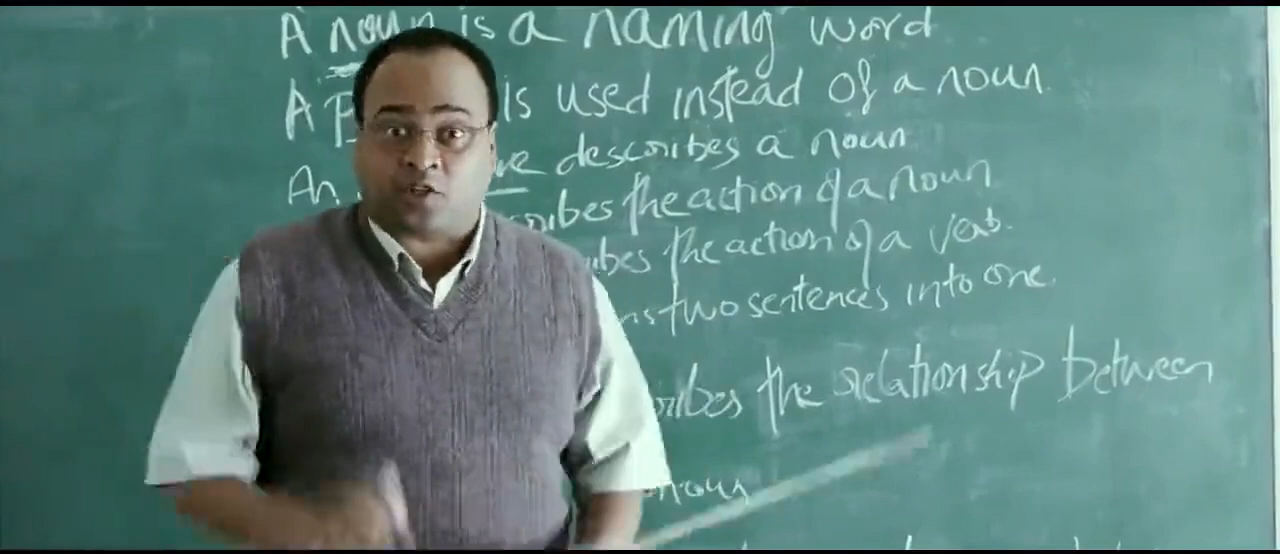 A noun is a naming word
A is used instead of a noun.
An describes a noun
the action of a noun
the action of a verb.
two sentences into one.
the relationship between
noun